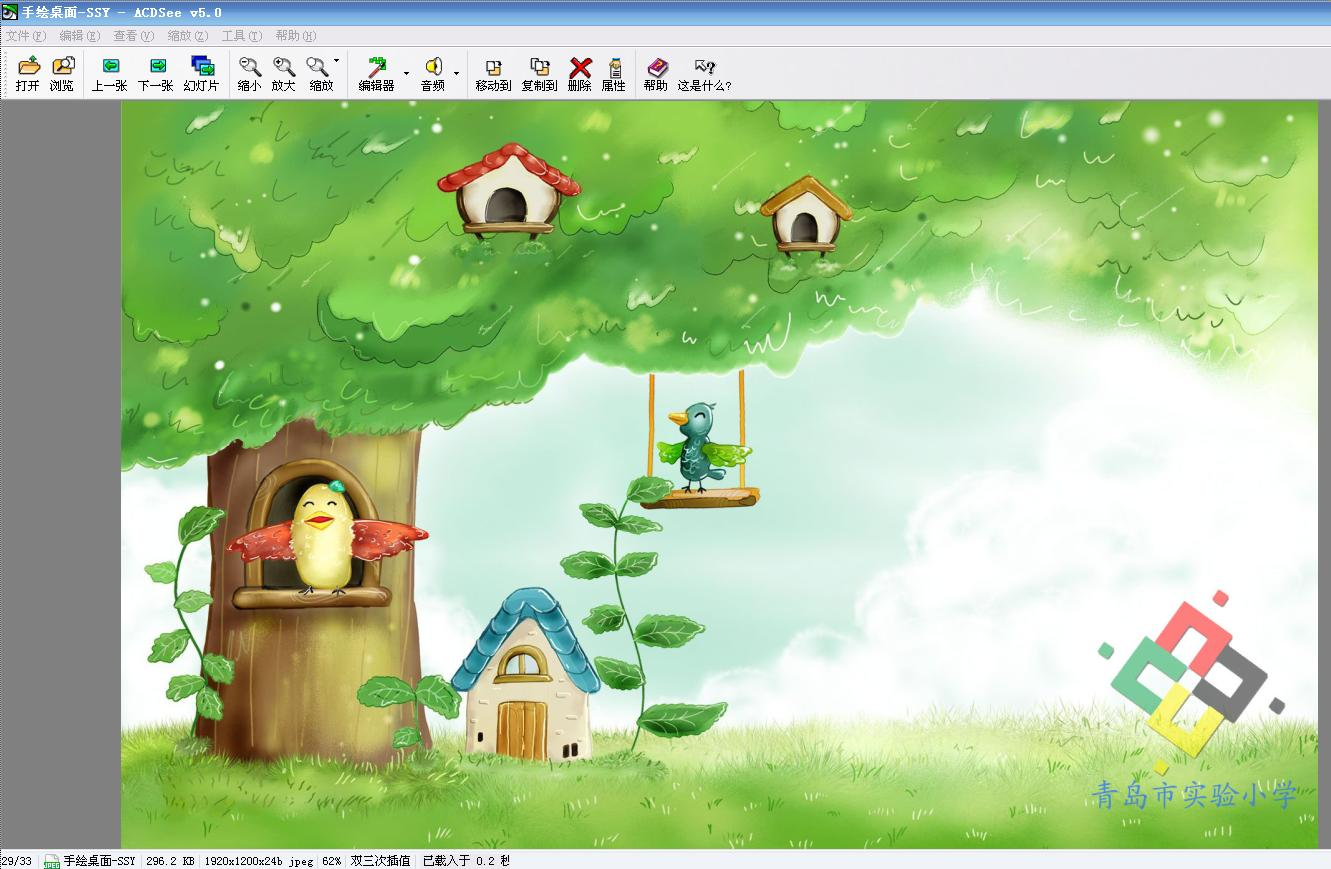 手绘桌面-SSY - ACDSee v5.0
文件(F) 编辑(E) 查看(V) 缩放(Z) 工具(T) 帮助(H)
打开 浏览 上一张 下一张 幻灯片 缩小 放大 缩放 编辑器 音频 移动到 复制到 删除 属性 帮助 这是什么?
青岛市实验小学
29/33 手绘桌面-SSY 296.2 KB 1920x1200x24b jpeg 62% 双三次插值 已载入于 0.2 秒